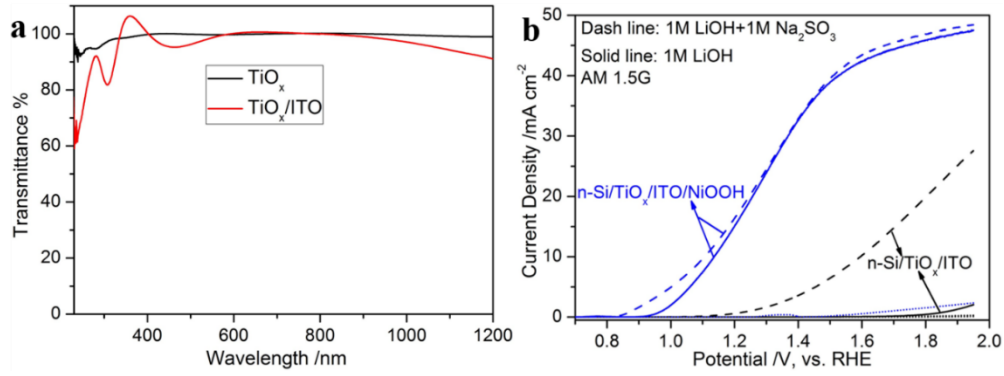 a
Transmittance %
100
80
60
40
20
0
400
600
800
1000
1200
Wavelength /nm
TiOₓ
TiOₓ/ITO
b
Current Density /mA cm⁻²
50
40
30
20
10
0
0.8
1.0
1.2
1.4
1.6
1.8
2.0
Potential /V, vs. RHE
Dash line: 1M LiOH+1M Na₂SO₃
Solid line: 1M LiOH
AM 1.5G
n-Si/TiOₓ/ITO/NiOOH
n-Si/TiOₓ/ITO